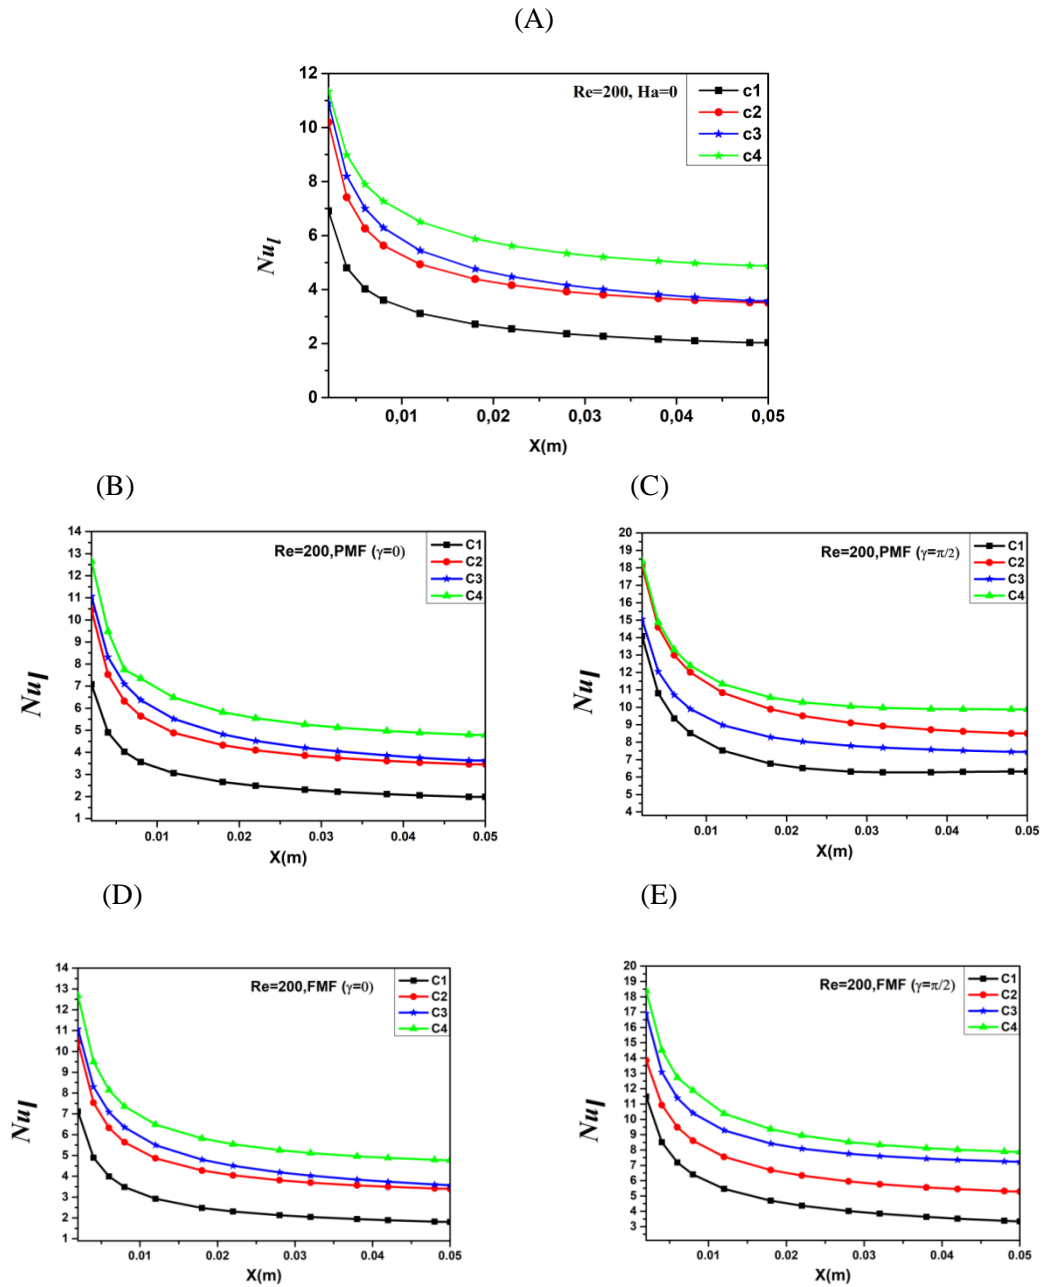 (A)
12
10
8
6
4
2
0
Nu_l
Re=200, Ha=0
c1
c2
c3
c4
0,01
0,02
0,03
0,04
0,05
X(m)
(B)
(C)
14
13
12
11
10
9
8
7
6
5
4
3
2
1
Nu_l
Re=200,PMF (γ=0)
C1
C2
C3
C4
0.01
0.02
0.03
0.04
0.05
X(m)
20
19
18
17
16
15
14
13
12
11
10
9
8
7
6
5
4
Nu_l
Re=200,PMF (γ=π/2)
C1
C2
C3
C4
0.01
0.02
0.03
0.04
0.05
X(m)
(D)
(E)
14
13
12
11
10
9
8
7
6
5
4
3
2
1
Nu_l
Re=200,FMF (γ=0)
C1
C2
C3
C4
0.01
0.02
0.03
0.04
0.05
X(m)
20
19
18
17
16
15
14
13
12
11
10
9
8
7
6
5
4
3
Nu_l
Re=200,FMF (γ=π/2)
C1
C2
C3
C4
0.01
0.02
0.03
0.04
0.05
X(m)